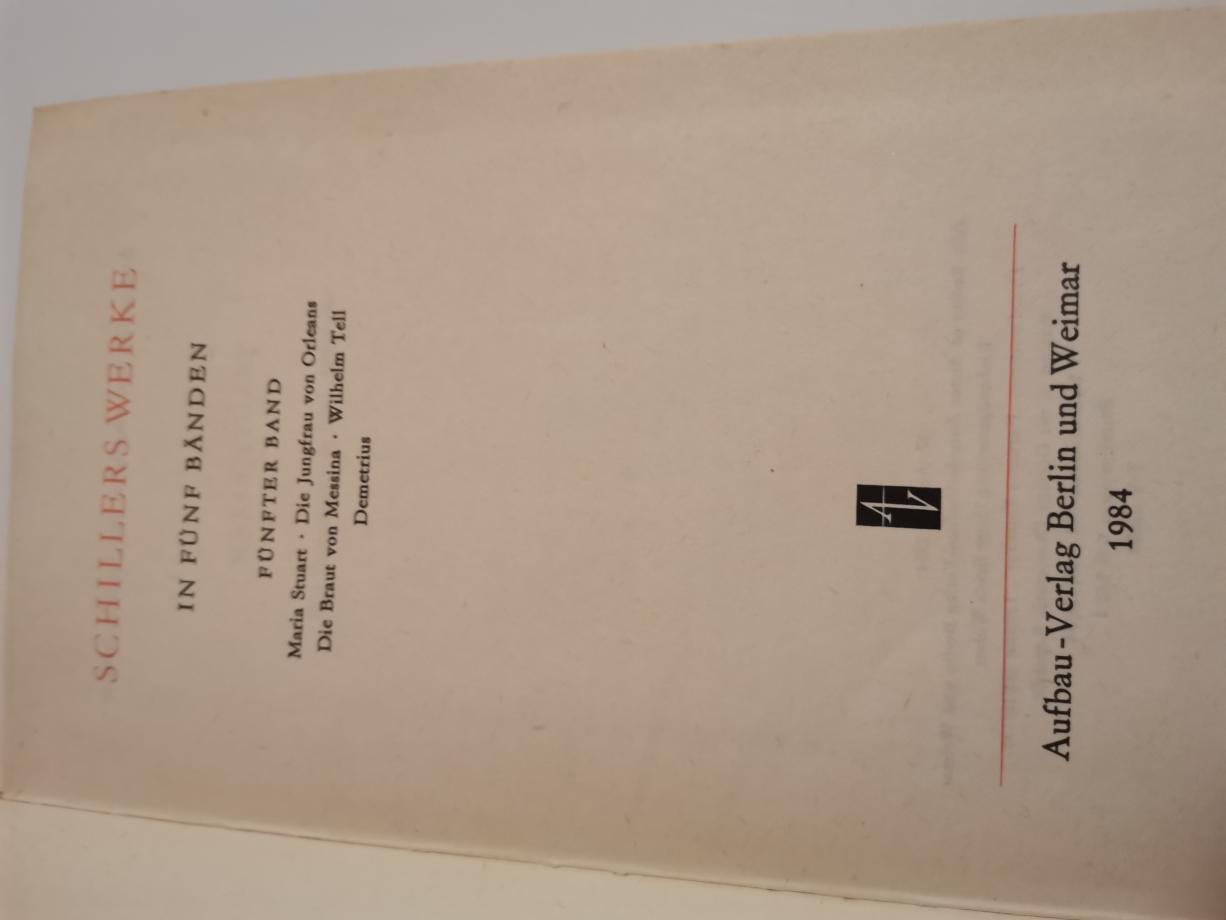 SCHILLERS WERKE
IN FÜNF BÄNDEN
FÜNFTER BAND
Maria Stuart · Die Jungfrau von Orleans
Die Braut von Messina · Wilhelm Tell
Demetrius
AV
Aufbau-Verlag Berlin und Weimar
1984